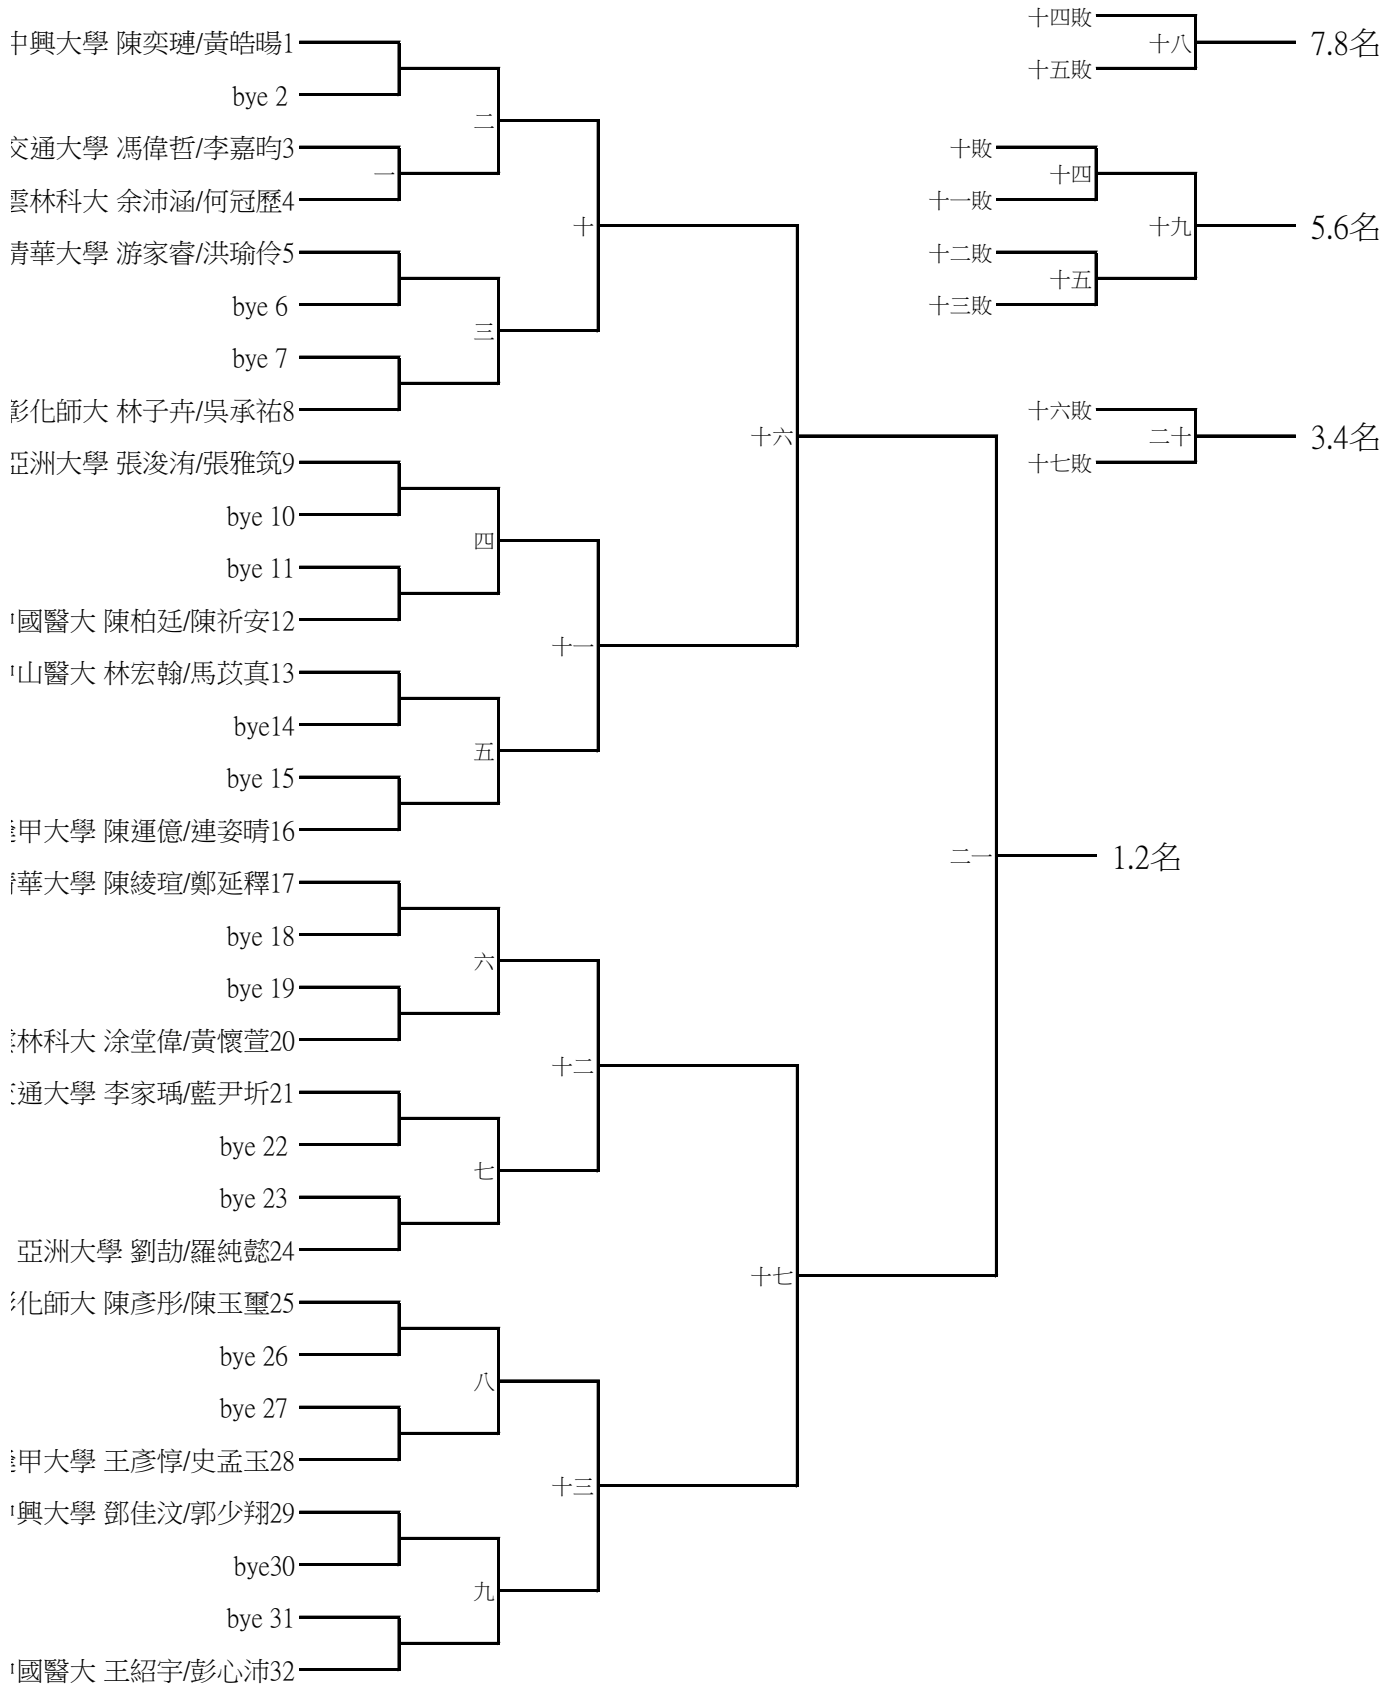 中興大學 陳奕璉/黃皓暘1
bye 2
交通大學 馮偉哲/李嘉昀3
雲林科大 余沛涵/何冠歷4
清華大學 游家睿/洪瑜伶5
bye 6
bye 7
彰化師大 林子卉/吳承祐8
亞洲大學 張浚洧/張雅筑9
bye 10
bye 11
中國醫大 陳柏廷/陳祈安12
中山醫大 林宏翰/馬苡真13
bye14
bye 15
逢甲大學 陳運億/連姿晴16
清華大學 陳綾瑄/鄭延釋17
bye 18
bye 19
雲林科大 涂堂偉/黃懷萱20
交通大學 李家瑀/藍尹圻21
bye 22
bye 23
亞洲大學 劉劼/羅純懿24
彰化師大 陳彥彤/陳玉璽25
bye 26
bye 27
逢甲大學 王彥惇/史孟玉28
中興大學 鄧佳汶/郭少翔29
bye30
bye 31
中國醫大 王紹宇/彭心沛32
一
二
三
四
五
六
七
八
九
十
十一
十二
十三
十六
十七
二一
1.2名
十四敗
十五敗
十八
7.8名
十敗
十一敗
十四
十二敗
十三敗
十五
十九
5.6名
十六敗
十七敗
二十
3.4名